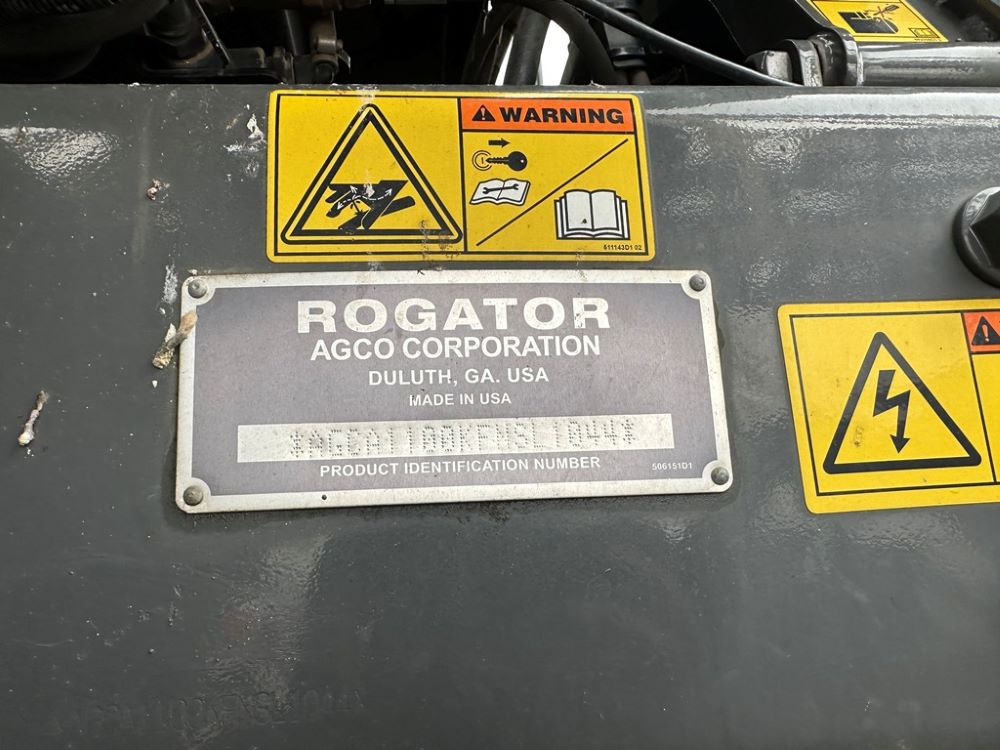 WARNING
511143D1 02
ROGATOR
AGCO CORPORATION
DULUTH, GA. USA
MADE IN USA
PRODUCT IDENTIFICATION NUMBER
506151D1